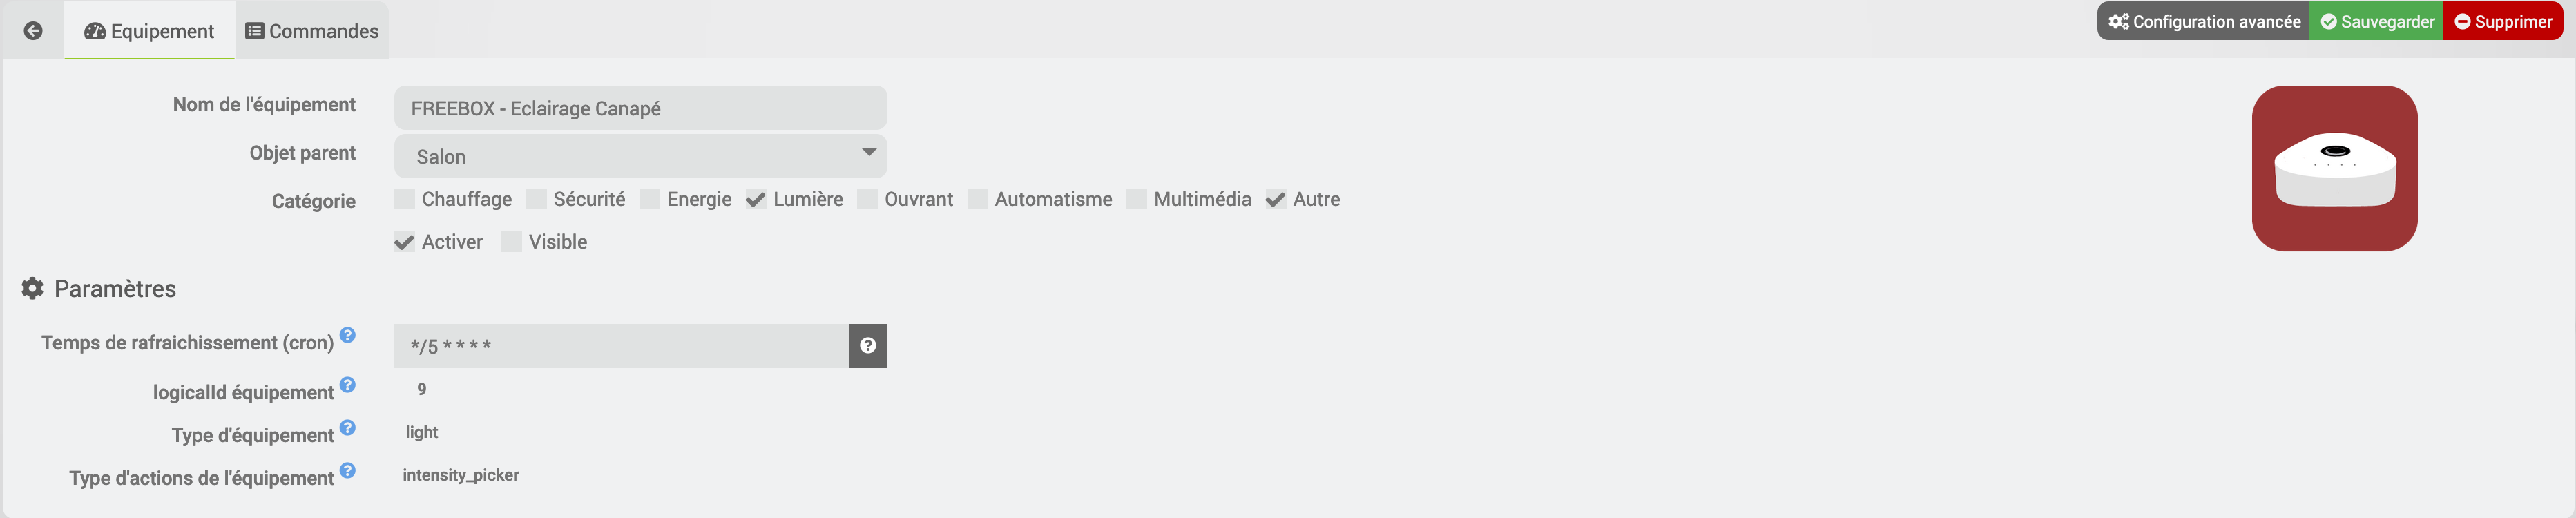 Equipement Commandes Configuration avancée Sauvegarder Supprimer
Nom de l'équipement FREEBOX - Eclairage Canapé
Objet parent Salon
Catégorie Chauffage Sécurité Energie Lumière Ouvrant Automatisme Multimédia Autre
Activer Visible
Paramètres
Temps de rafraichissement (cron) ? */5 * * * * ?
logicalId équipement ? 9
Type d'équipement ? light
Type d'actions de l'équipement ? intensity_picker